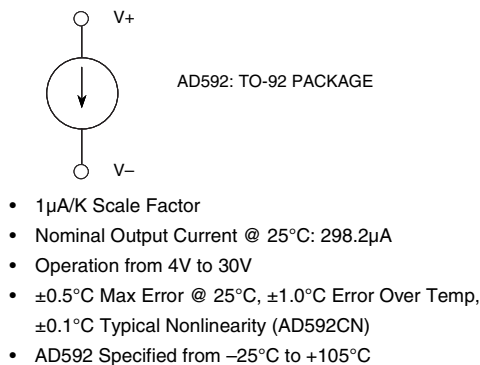 V+
AD592: TO-92 PACKAGE
V–
• 1µA/K Scale Factor
• Nominal Output Current @ 25°C: 298.2µA
• Operation from 4V to 30V
• ±0.5°C Max Error @ 25°C, ±1.0°C Error Over Temp,
±0.1°C Typical Nonlinearity (AD592CN)
• AD592 Specified from –25°C to +105°C